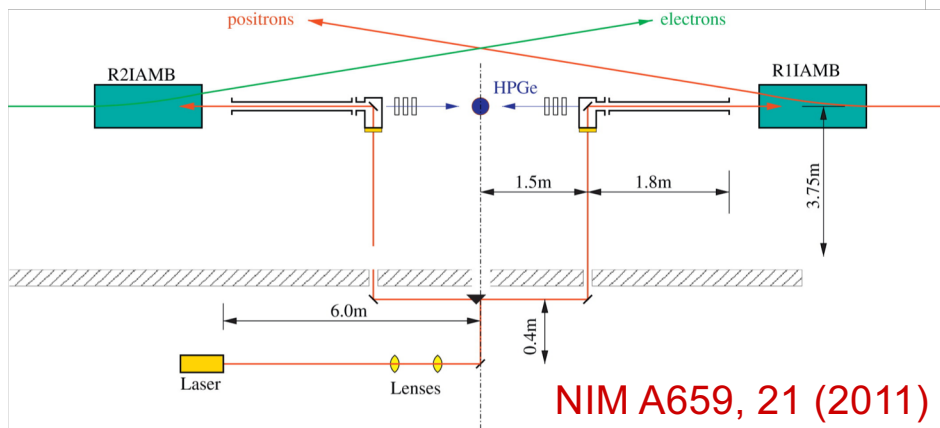 positrons
electrons
R2IAMB
R1IAMB
HPGe
1.5m
1.8m
3.75m
6.0m
0.4m
Laser
Lenses
NIM A659, 21 (2011)